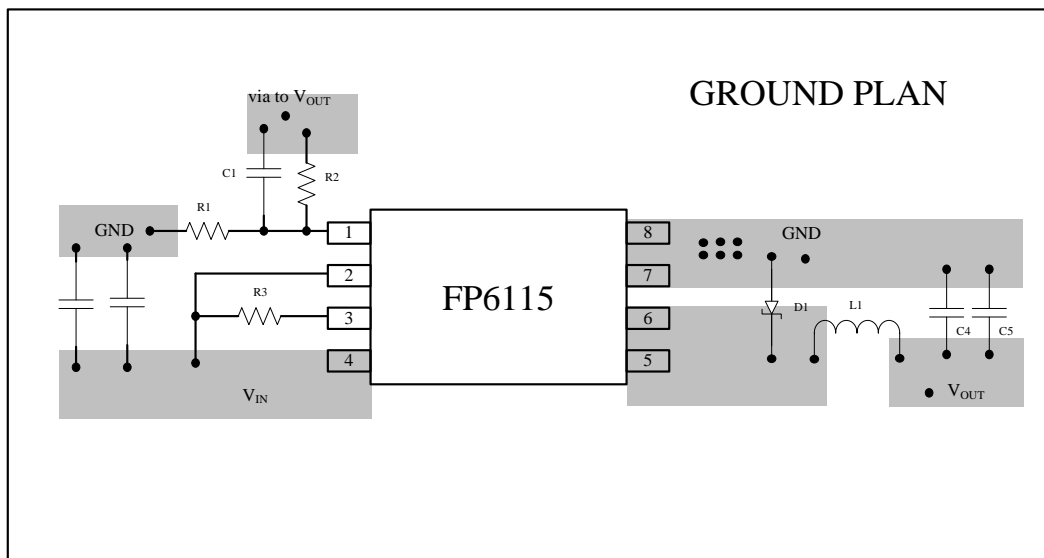 GROUND PLAN
via to VOUT
C1
R2
R1
GND
1
2
R3
3
4
VIN
FP6115
8
7
6
5
GND
D1
L1
C4
C5
VOUT